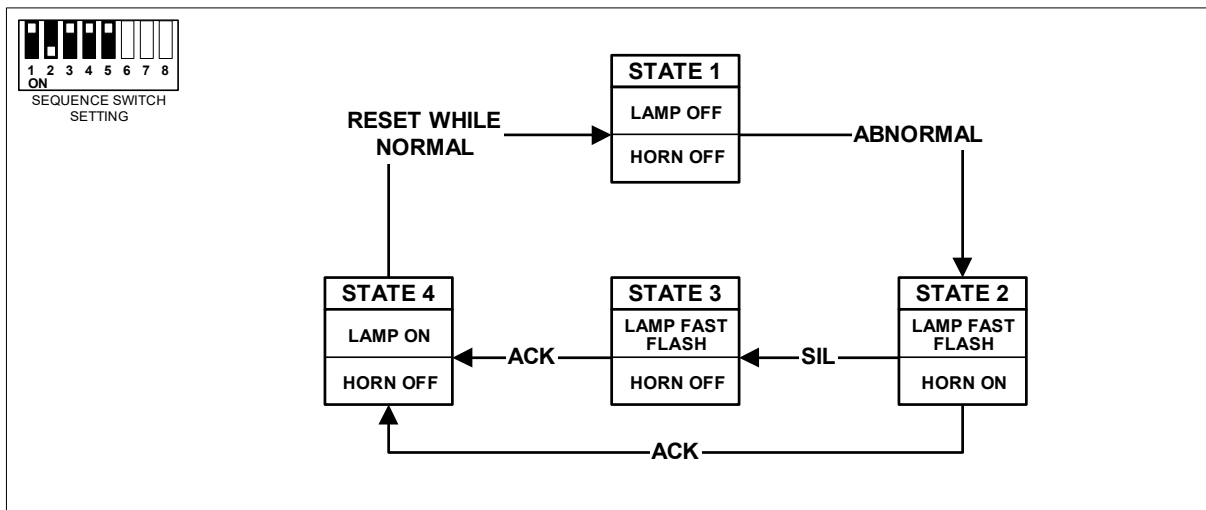 1 2 3 4 5 6 7 8
ON
SEQUENCE SWITCH
SETTING
STATE 1
LAMP OFF
HORN OFF
RESET WHILE
NORMAL
ABNORMAL
STATE 4
LAMP ON
HORN OFF
ACK
STATE 3
LAMP FAST
FLASH
HORN OFF
SIL
STATE 2
LAMP FAST
FLASH
HORN ON
ACK